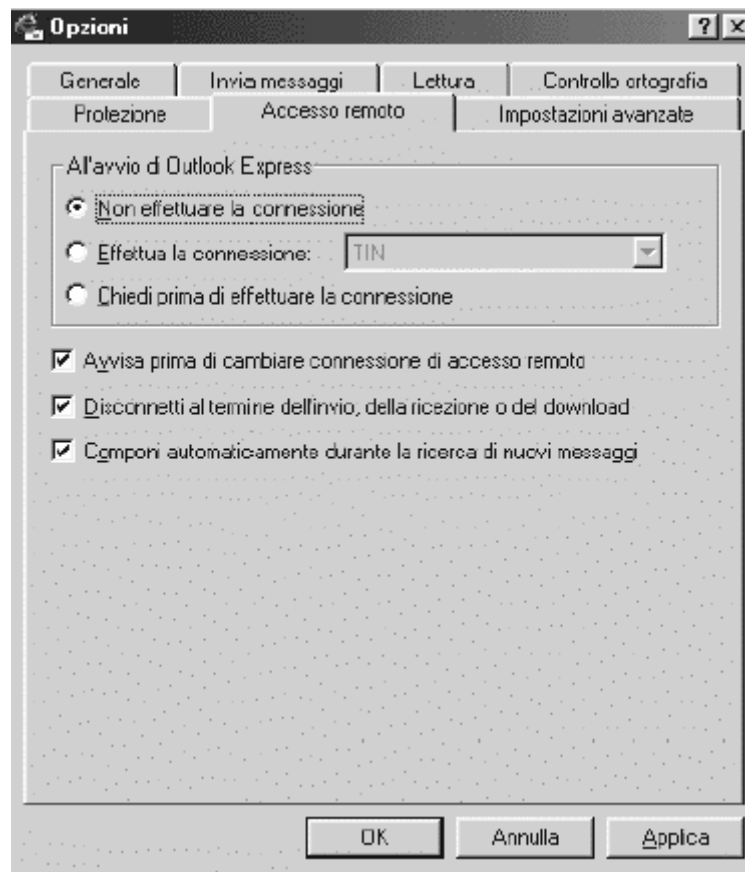 Opzioni
Generale Invia messaggi Lettura Controllo ortografia
Protezione Accesso remoto Impostazioni avanzate
All'avvio di Outlook Express
Non effettuare la connessione
Effettua la connessione: TIN
Chiedi prima di effettuare la connessione
Avvisa prima di cambiare connessione di accesso remoto
Disconnetti al termine dell'invio, della ricezione o del download
Componi automaticamente durante la ricerca di nuovi messaggi
OK Annulla Applica